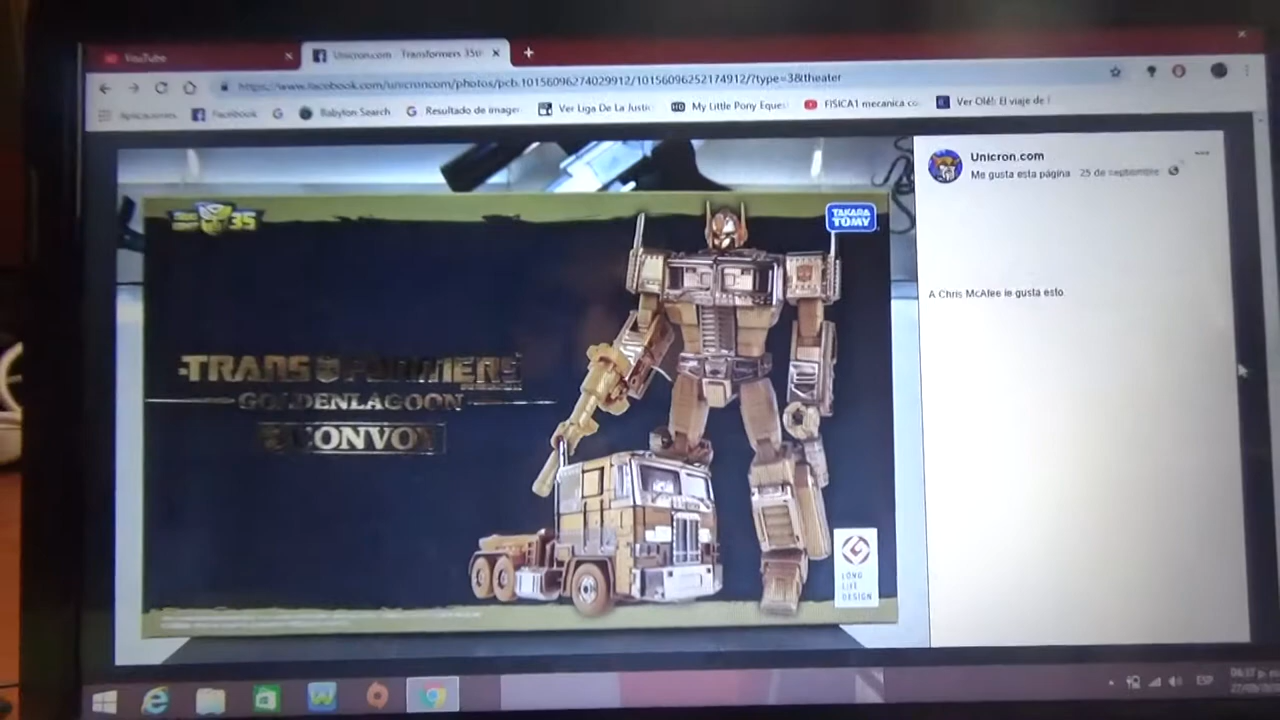 YouTube
Unicron.com - Transformers 35t
https://www.facebook.com/unicroncom/photos/pcb.10156096274029912/10156096252174912/?type=3&theater
Aplicaciones
Facebook
Babylon Search
Resultado de imagen
Ver Liga De La Justic
My Little Pony Eques
FISICA1 mecanica co
Ver Olé!: El viaje de
Unicron.com
Me gusta esta página 25 de septiembre
A Chris McAfee le gusta esto.
35
TAKARA
TOMY
TRANSFORMERS
GOLDENLAGOON
CONVOY
LONG
LIFE
DESIGN
ESP
06:17 p.